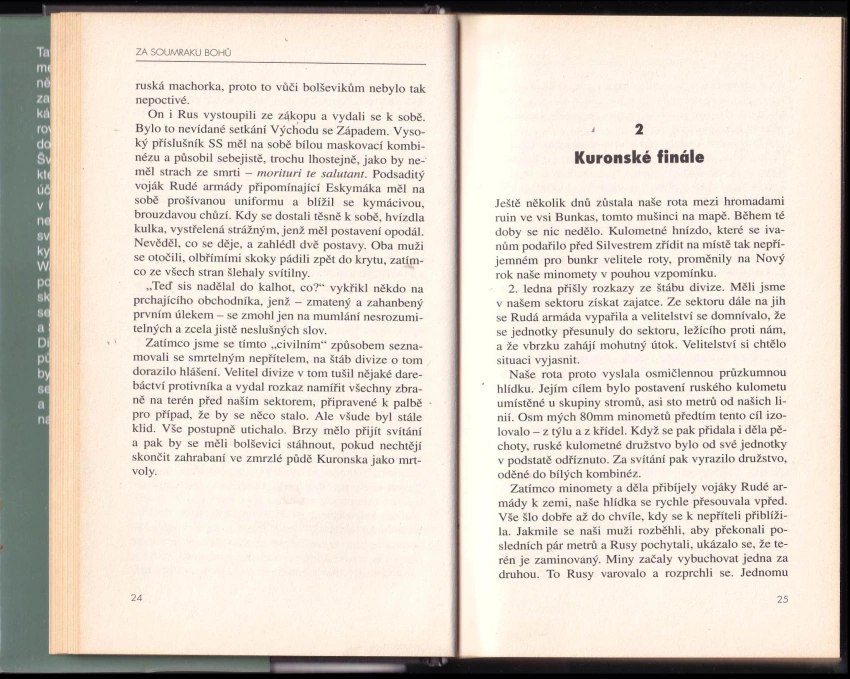 ZA SOUMRAKU BOHŮ
ruská machorka, proto to vůči bolševikům nebylo tak
nepoctivé.
On i Rus vystoupili ze zákopu a vydali se k sobě.
Bylo to nevídané setkání Východu se Západem. Vyso-
ký příslušník SS měl na sobě bílou maskovací kombi-
nézu a působil sebejistě, trochu lhostejně, jako by ne-
měl strach ze smrti – morituri te salutant. Podsaditý
voják Rudé armády připomínající Eskymáka měl na
sobě prošívanou uniformu a blížil se kymácivou,
brouzdavou chůzí. Kdy se dostali těsně k sobě, hvízdla
kulka, vystřelená strážným, jenž měl postavení opodál.
Nevěděl, co se děje, a zahlédl dvě postavy. Oba muži
se otočili, olbřímími skoky pádili zpět do krytu, zatím-
co ze všech stran šlehaly svítilny.
„Teď sis nadělal do kalhot, co?“ vykřikl někdo na
prchajícího obchodníka, jenž – zmatený a zahanbený
prvním úlekem – se zmohl jen na mumlání nesrozumi-
telných a zcela jistě neslušných slov.
Zatímco jsme se tímto „civilním“ způsobem sezna-
movali se smrtelným nepřítelem, na štáb divize o tom
dorazilo hlášení. Velitel divize v tom tušil nějaké dare-
báctví protivníka a vydal rozkaz namířit všechny zbra-
ně na terén před naším sektorem, připravené k palbě
pro případ, že by se něco stalo. Ale všude byl stále
klid. Vše postupně utichalo. Brzy mělo přijít svítání
a pak by se měli bolševici stáhnout, pokud nechtějí
skončit zahrabaní ve zmrzlé půdě Kuronska jako mrt-
voly.
24
2
Kuronské finále
Ještě několik dnů zůstala naše rota mezi hromadami
ruin ve vsi Bunkas, tomto mušinci na mapě. Během té
doby se nic nedělo. Kulometné hnízdo, které se iva-
nům podařilo před Silvestrem zřídit na místě tak nepří-
jemném pro bunkr velitele roty, proměnily na Nový
rok naše minomety v pouhou vzpomínku.
2. ledna přišly rozkazy ze štábu divize. Měli jsme
v našem sektoru získat zajatce. Ze sektoru dále na jih
se Rudá armáda vypařila a velitelství se domnívalo, že
se jednotky přesunuly do sektoru, ležícího proti nám,
a že vbrzku zahájí mohutný útok. Velitelství si chtělo
situaci vyjasnit.
Naše rota proto vyslala osmičlennou průzkumnou
hlídku. Jejím cílem bylo postavení ruského kulometu
umístěné u skupiny stromů, asi sto metrů od našich li-
nií. Osm mých 80mm minometů předtím tento cíl izo-
lovalo – z týlu a z křídel. Když se pak přidala i děla pě-
choty, ruské kulometné družstvo bylo od své jednotky
v podstatě odříznuto. Za svítání pak vyrazilo družstvo,
oděné do bílých kombinéz.
Zatímco minomety a děla přibíjely vojáky Rudé ar-
mády k zemi, naše hlídka se rychle přesouvala vpřed.
Vše šlo dobře až do chvíle, kdy se k nepříteli přiblíži-
la. Jakmile se naši muži rozběhli, aby překonali po-
sledních pár metrů a Rusy pochytali, ukázalo se, že te-
rén je zaminovaný. Miny začaly vybuchovat jedna za
druhou. To Rusy varovalo a rozprchli se. Jednomu
25